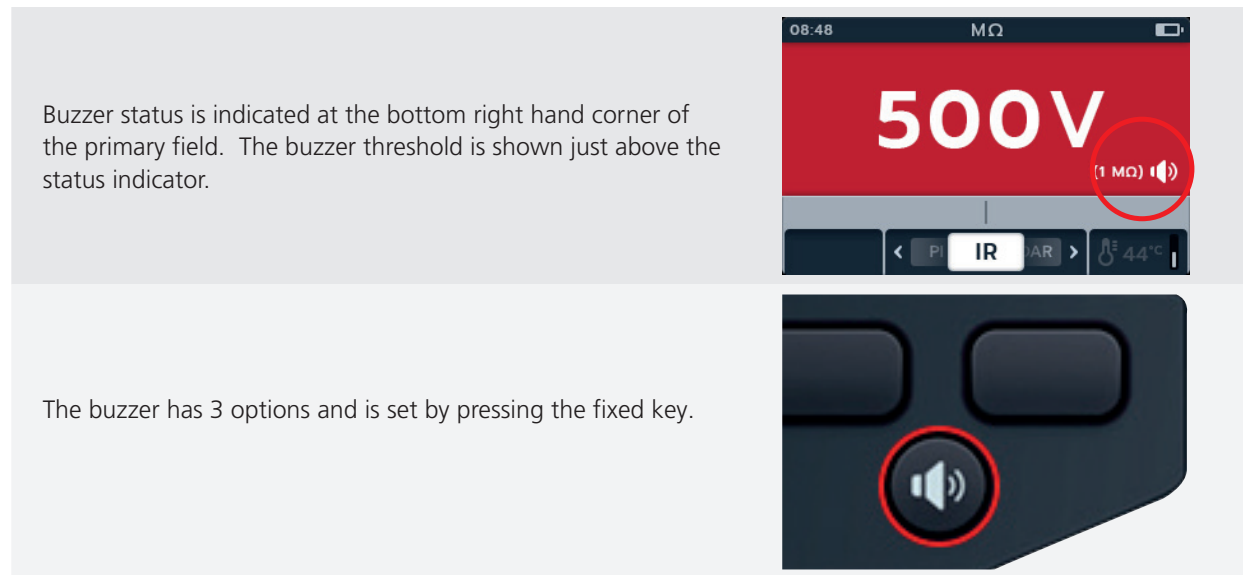 08:48 MΩ
500V
Buzzer status is indicated at the bottom right hand corner of
the primary field. The buzzer threshold is shown just above the
status indicator.
(1 MΩ)
PI IR DAR 44°C
The buzzer has 3 options and is set by pressing the fixed key.